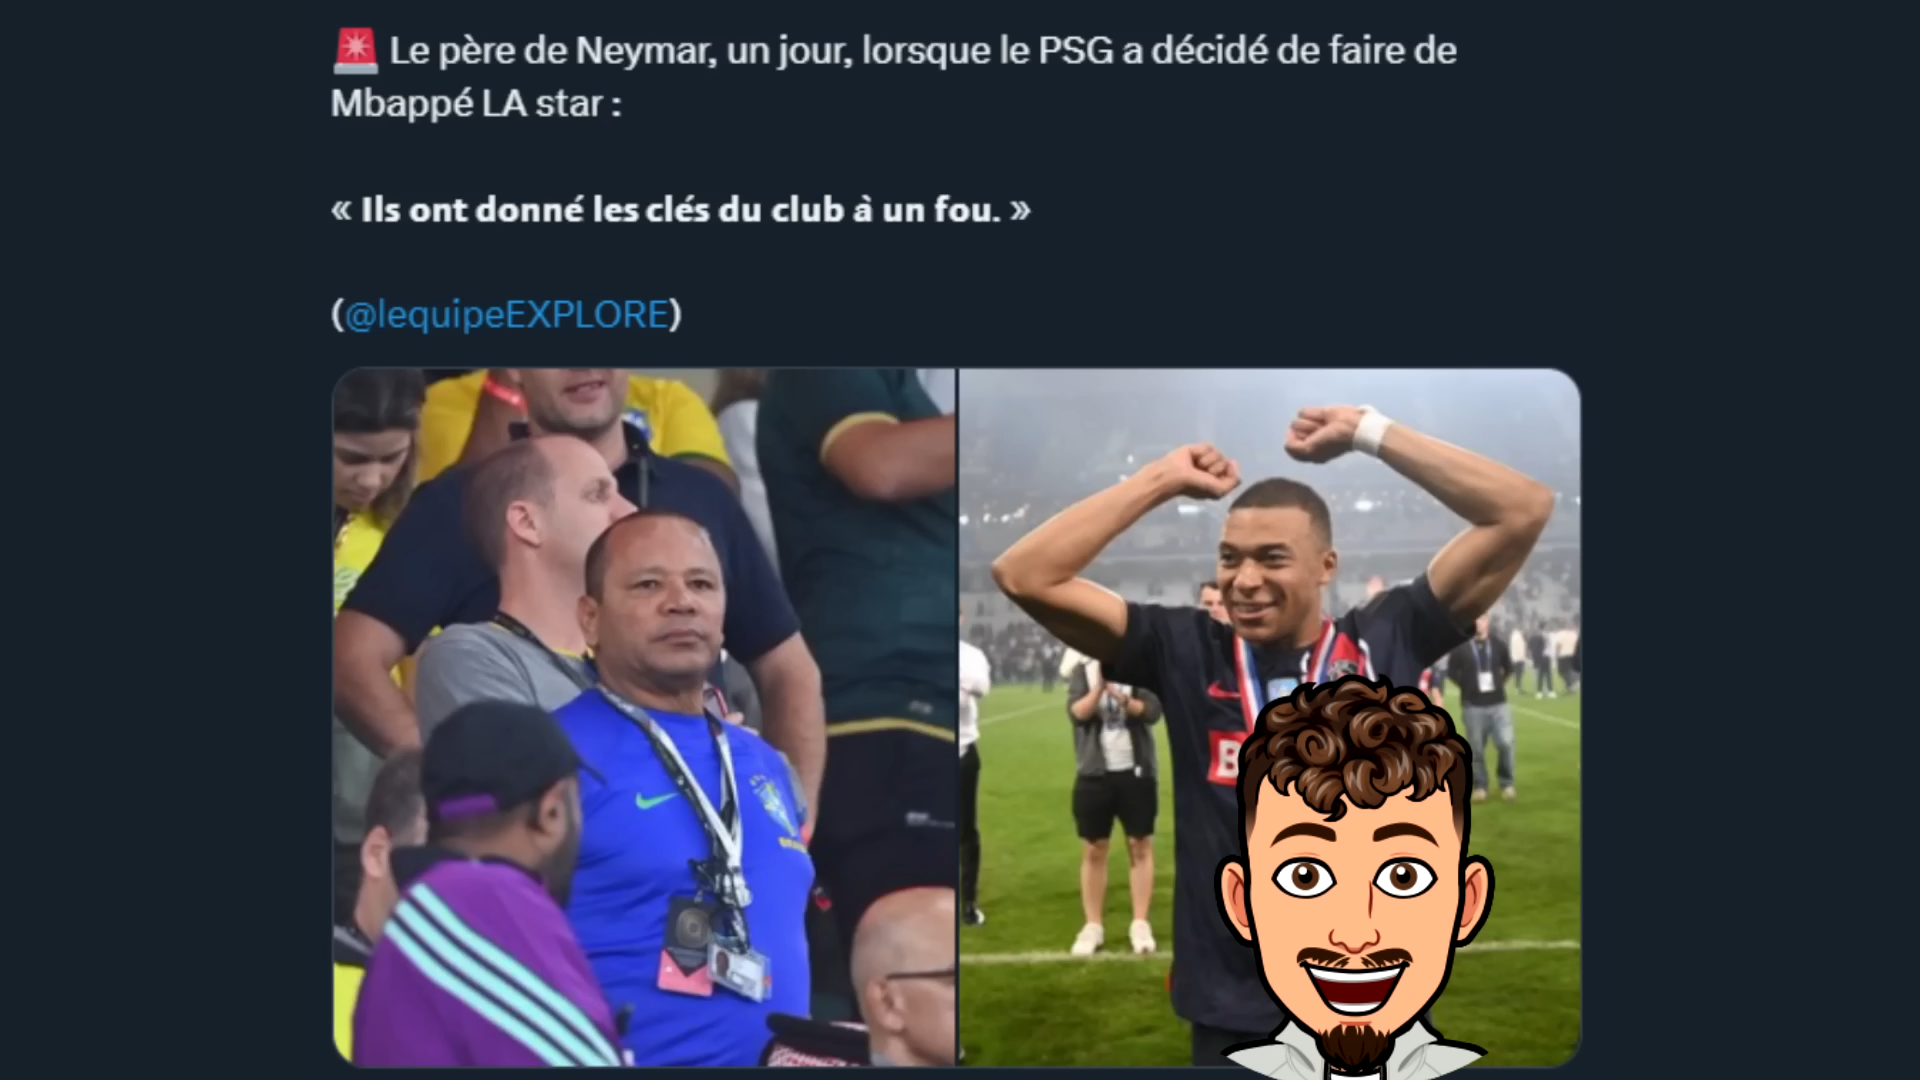 🚨 Le père de Neymar, un jour, lorsque le PSG a décidé de faire de
Mbappé LA star :
« Ils ont donné les clés du club à un fou. »
(@lequipeEXPLORE)